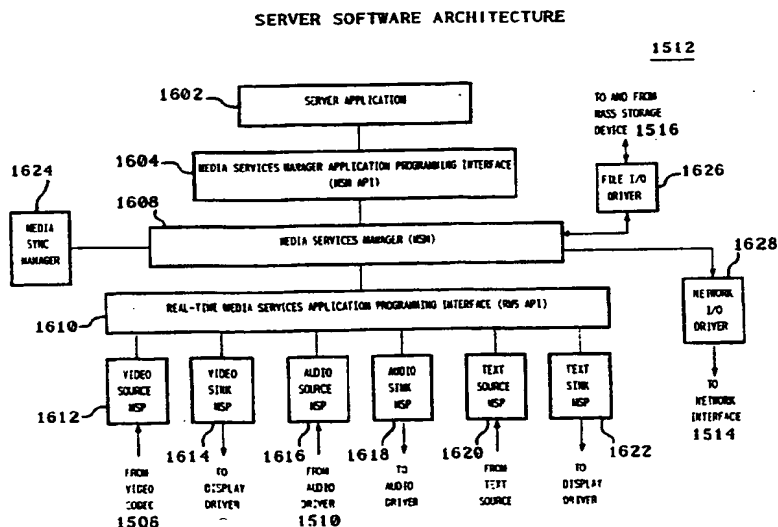 SERVER SOFTWARE ARCHITECTURE
1512
1602
SERVER APPLICATION
TO AND FROM
MASS STORAGE
DEVICE 1516
1604
MEDIA SERVICES MANAGER APPLICATION PROGRAMMING INTERFACE
(MSM API)
1624
1626
FILE I/O
DRIVER
1608
MEDIA
SYNC
MANAGER
MEDIA SERVICES MANAGER (MSM)
1628
REAL-TIME MEDIA SERVICES APPLICATION PROGRAMMING INTERFACE (RMS API)
1610
NETWORK
I/O
DRIVER
VIDEO
SOURCE
MSP
VIDEO
SINK
MSP
AUDIO
SOURCE
MSP
AUDIO
SINK
MSP
TEXT
SOURCE
MSP
TEXT
SINK
MSP
1612
1614
1616
1618
1620
1622
TO
NETWORK
INTERFACE
1514
FROM
VIDEO
CODEC
1506
TO
DISPLAY
DRIVER
FROM
AUDIO
DRIVER
1510
TO
AUDIO
DRIVER
FROM
TEXT
SOURCE
TO
DISPLAY
DRIVER